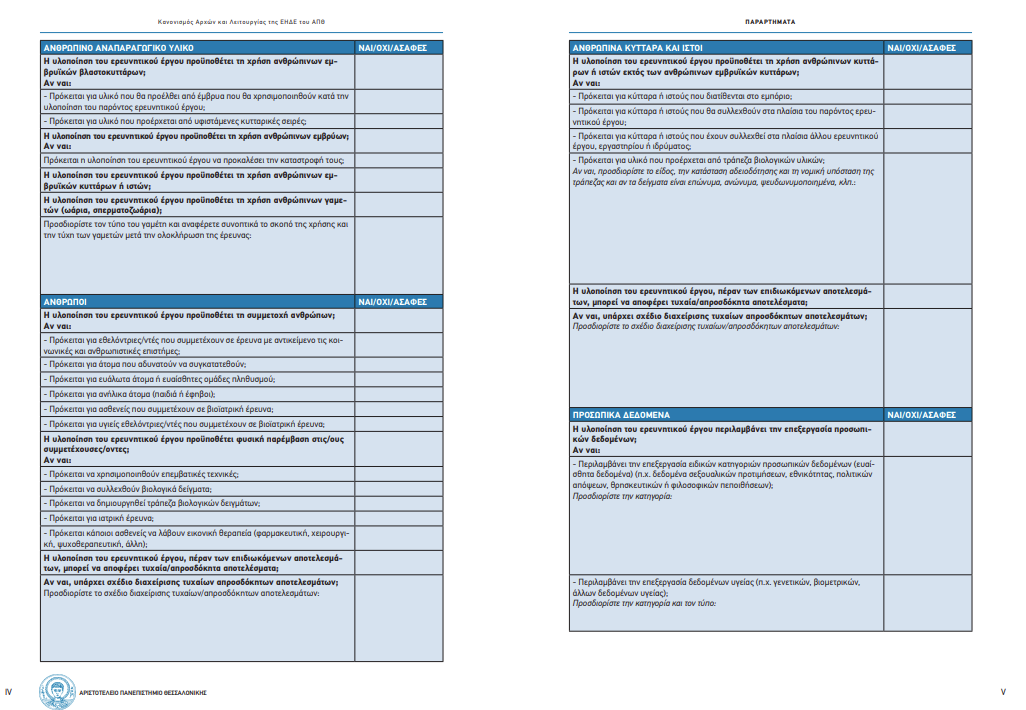 Κανονισμός Αρχών και Λειτουργίας της ΕΗΔΕ του ΑΠΘ
ΑΝΘΡΩΠΙΝΟ ΑΝΑΠΑΡΑΓΩΓΙΚΟ ΥΛΙΚΟ ΝΑΙ/ΟΧΙ/ΑΣΑΦΕΣ
Η υλοποίηση του ερευνητικού έργου προϋποθέτει τη χρήση ανθρώπινων εμ-
βρυϊκών βλαστοκυττάρων;
Αν ναι:
- Πρόκειται για υλικό που θα προέλθει από έμβρυα που θα χρησιμοποιηθούν κατά την
υλοποίηση του παρόντος ερευνητικού έργου;
- Πρόκειται για υλικό που προέρχεται από υφιστάμενες κυτταρικές σειρές;
Η υλοποίηση του ερευνητικού έργου προϋποθέτει τη χρήση ανθρώπινων εμβρύων;
Αν ναι:
Πρόκειται η υλοποίηση του ερευνητικού έργου να προκαλέσει την καταστροφή τους;
Η υλοποίηση του ερευνητικού έργου προϋποθέτει τη χρήση ανθρώπινων εμ-
βρυϊκών κυττάρων ή ιστών;
Η υλοποίηση του ερευνητικού έργου προϋποθέτει τη χρήση ανθρώπινων γαμε-
τών (ωάρια, σπερματοζωάρια);
Προσδιορίστε τον τύπο του γαμέτη και αναφέρετε συνοπτικά το σκοπό της χρήσης και
την τύχη των γαμετών μετά την ολοκλήρωση της έρευνας:
ΑΝΘΡΩΠΟΙ ΝΑΙ/ΟΧΙ/ΑΣΑΦΕΣ
Η υλοποίηση του ερευνητικού έργου προϋποθέτει τη συμμετοχή ανθρώπων;
Αν ναι:
- Πρόκειται για εθελόντριες/ντές που συμμετέχουν σε έρευνα με αντικείμενο τις κοι-
νωνικές και ανθρωπιστικές επιστήμες;
- Πρόκειται για άτομα που αδυνατούν να συγκατατεθούν;
- Πρόκειται για ευάλωτα άτομα ή ευαίσθητες ομάδες πληθυσμού;
- Πρόκειται για ανήλικα άτομα (παιδιά ή έφηβοι);
- Πρόκειται για ασθενείς που συμμετέχουν σε βιοϊατρική έρευνα;
- Πρόκειται για υγιείς εθελόντριες/ντές που συμμετέχουν σε βιοϊατρική έρευνα;
Η υλοποίηση του ερευνητικού έργου προϋποθέτει φυσική παρέμβαση στις/ους
συμμετέχουσες/οντες;
Αν ναι:
- Πρόκειται να χρησιμοποιηθούν επεμβατικές τεχνικές;
- Πρόκειται να συλλεχθούν βιολογικά δείγματα;
- Πρόκειται να δημιουργηθεί τράπεζα βιολογικών δειγμάτων;
- Πρόκειται για ιατρική έρευνα;
- Πρόκειται κάποιοι ασθενείς να λάβουν εικονική θεραπεία (φαρμακευτική, χειρουργι-
κή, ψυχοθεραπευτική, άλλη);
Η υλοποίηση του ερευνητικού έργου, πέραν των επιδιωκόμενων αποτελεσμά-
των, μπορεί να αποφέρει τυχαία/απροσδόκητα αποτελέσματα;
Αν ναι, υπάρχει σχέδιο διαχείρισης τυχαίων απροσδόκητων αποτελεσμάτων;
Προσδιορίστε το σχέδιο διαχείρισης τυχαίων/απροσδόκητων αποτελεσμάτων:
IV
ΑΡΙΣΤΟΤΕΛΕΙΟ ΠΑΝΕΠΙΣΤΗΜΙΟ ΘΕΣΣΑΛΟΝΙΚΗΣ
ΠΑΡΑΡΤΗΜΑΤΑ
ΑΝΘΡΩΠΙΝΑ ΚΥΤΤΑΡΑ ΚΑΙ ΙΣΤΟΙ ΝΑΙ/ΟΧΙ/ΑΣΑΦΕΣ
Η υλοποίηση του ερευνητικού έργου προϋποθέτει τη χρήση ανθρώπινων κυττά-
ρων ή ιστών εκτός των ανθρώπινων εμβρυϊκών κυττάρων;
Αν ναι:
- Πρόκειται για κύτταρα ή ιστούς που διατίθενται στο εμπόριο;
- Πρόκειται για κύτταρα ή ιστούς που θα συλλεχθούν στα πλαίσια του παρόντος ερευ-
νητικού έργου;
- Πρόκειται για κύτταρα ή ιστούς που έχουν συλλεχθεί στα πλαίσια άλλου ερευνητικού
έργου, εργαστηρίου ή ιδρύματος;
- Πρόκειται για υλικό που προέρχεται από τράπεζα βιολογικών υλικών;
Αν ναι, προσδιορίστε το είδος, την κατάσταση αδειοδότησης και τη νομική υπόσταση της
τράπεζας και αν τα δείγματα είναι επώνυμα, ανώνυμα, ψευδωνυμοποιημένα, κλπ.:
Η υλοποίηση του ερευνητικού έργου, πέραν των επιδιωκόμενων αποτελεσμά-
των, μπορεί να αποφέρει τυχαία/απροσδόκητα αποτελέσματα;
Αν ναι, υπάρχει σχέδιο διαχείρισης τυχαίων απροσδόκητων αποτελεσμάτων;
Προσδιορίστε το σχέδιο διαχείρισης τυχαίων/απροσδόκητων αποτελεσμάτων:
ΠΡΟΣΩΠΙΚΑ ΔΕΔΟΜΕΝΑ ΝΑΙ/ΟΧΙ/ΑΣΑΦΕΣ
Η υλοποίηση του ερευνητικού έργου περιλαμβάνει την επεξεργασία προσωπι-
κών δεδομένων;
Αν ναι:
- Περιλαμβάνει την επεξεργασία ειδικών κατηγοριών προσωπικών δεδομένων (ευαί-
σθητα δεδομένα) (π.χ. δεδομένα σεξουαλικών προτιμήσεων, εθνικότητας, πολιτικών
απόψεων, θρησκευτικών ή φιλοσοφικών πεποιθήσεων);
Προσδιορίστε την κατηγορία:
- Περιλαμβάνει την επεξεργασία δεδομένων υγείας (π.χ. γενετικών, βιομετρικών,
άλλων δεδομένων υγείας);
Προσδιορίστε την κατηγορία και τον τύπο:
V